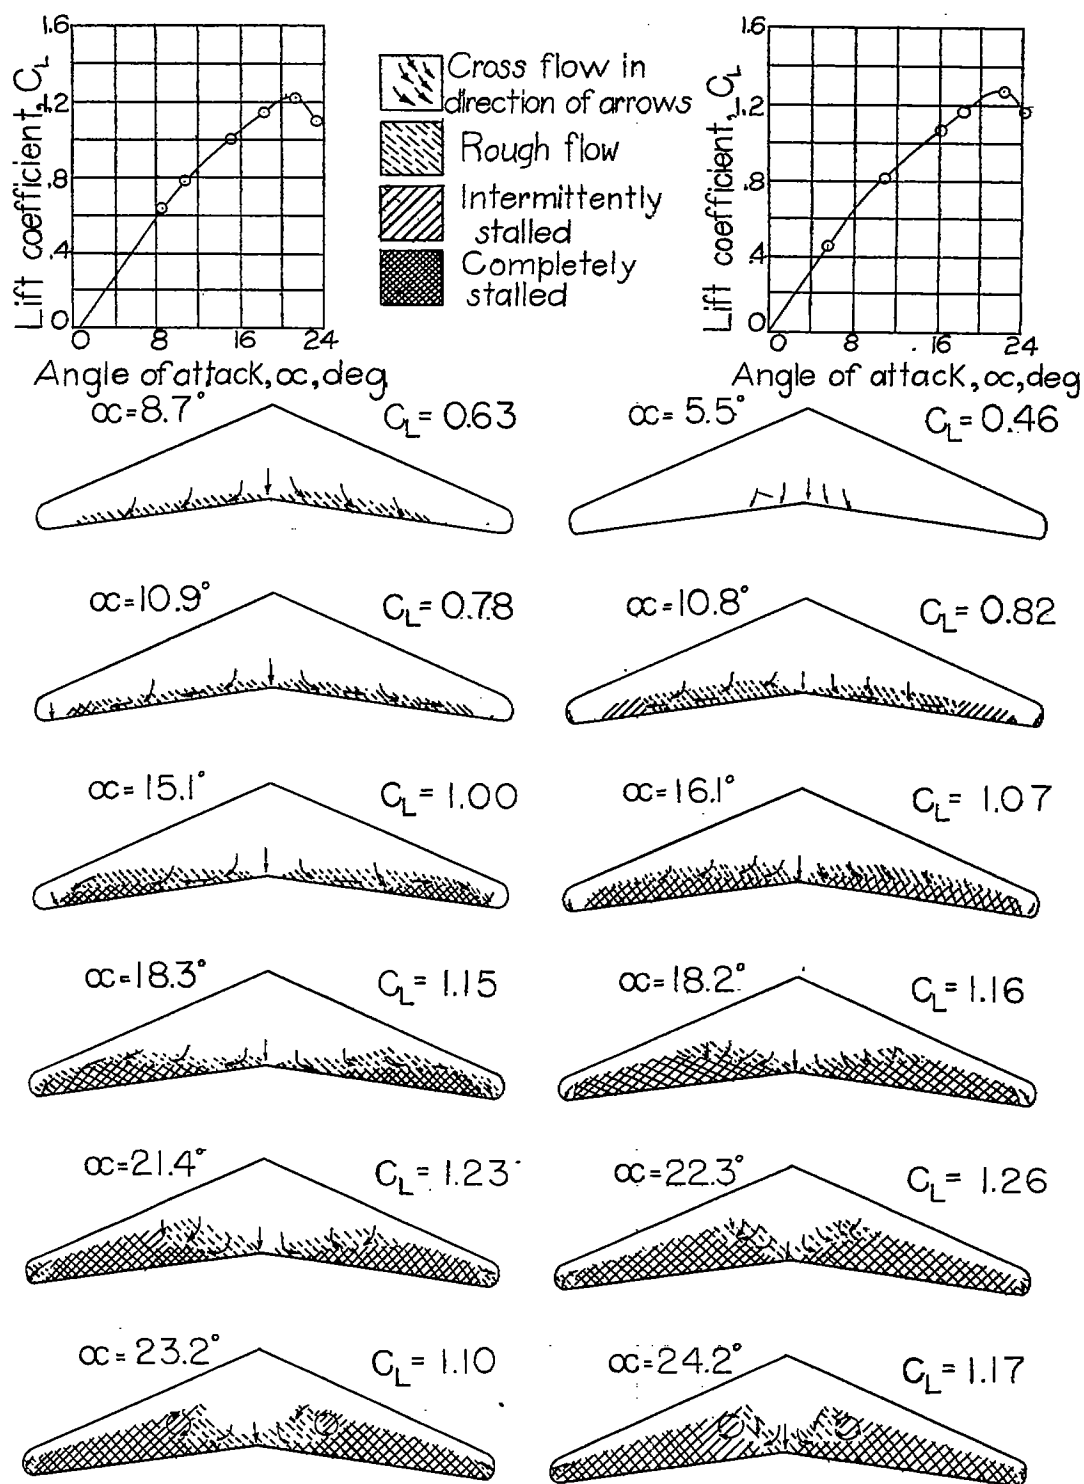 1.6
1.2
.8
.4
0
Lift coefficient, C_L
0 8 16 24
Angle of attack, α, deg
Cross flow in
direction of arrows
Rough flow
Intermittently
stalled
Completely
stalled
1.6
1.2
.8
.4
0
Lift coefficient, C_L
0 8 16 24
Angle of attack, α, deg
α=8.7° C_L=0.63
α=5.5° C_L=0.46
α=10.9° C_L=0.78
α=10.8° C_L=0.82
α=15.1° C_L=1.00
α=16.1° C_L=1.07
α=18.3° C_L=1.15
α=18.2° C_L=1.16
α=21.4° C_L=1.23
α=22.3° C_L=1.26
α=23.2° C_L=1.10
α=24.2° C_L=1.17